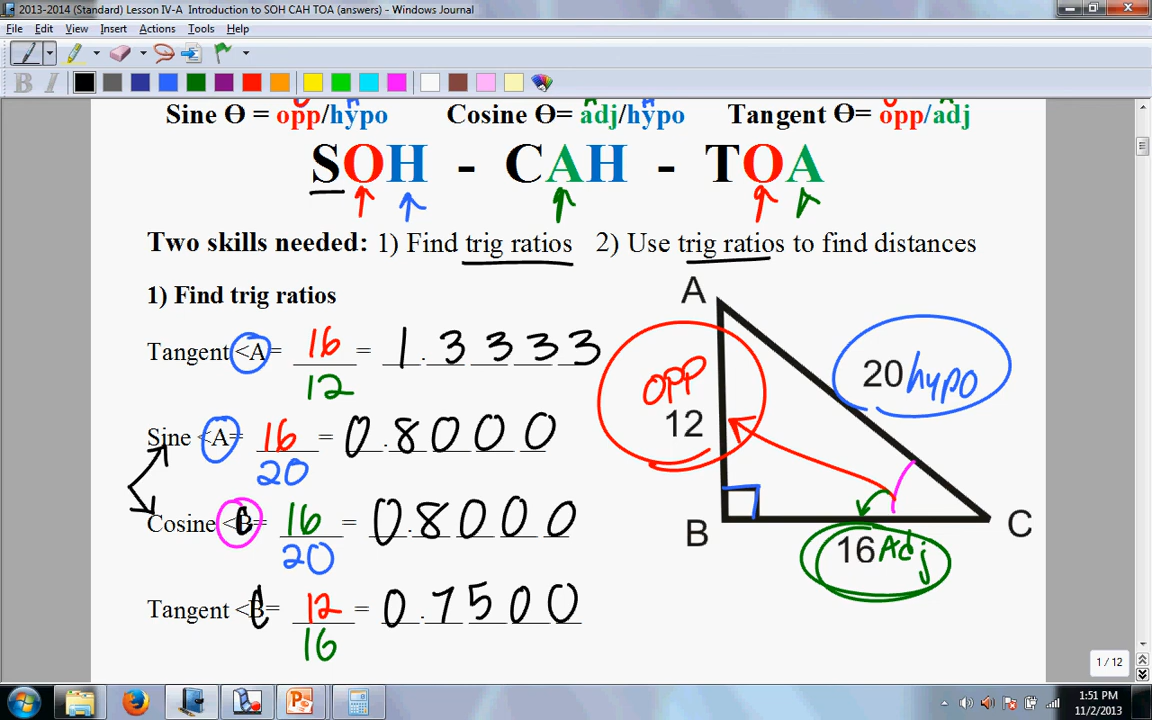 2013-2014 (Standard) Lesson IV-A Introduction to SOH CAH TOA (answers) - Windows Journal
File Edit View Insert Actions Tools Help
B I
Sine Ө = opp/hypo Cosine Ө= adj/hypo Tangent Ө= opp/adj
SOH - CAH - TOA
Two skills needed: 1) Find trig ratios 2) Use trig ratios to find distances
1) Find trig ratios
Tangent <A= 16/12 = 1.3333
Sine <A= 16/20 = 0.8000
Cosine <C= 16/20 = 0.8000
Tangent <C= 12/16 = 0.7500
A
20 hypo
opp
12
B
C
16 Adj
1 / 12
1:51 PM
11/2/2013